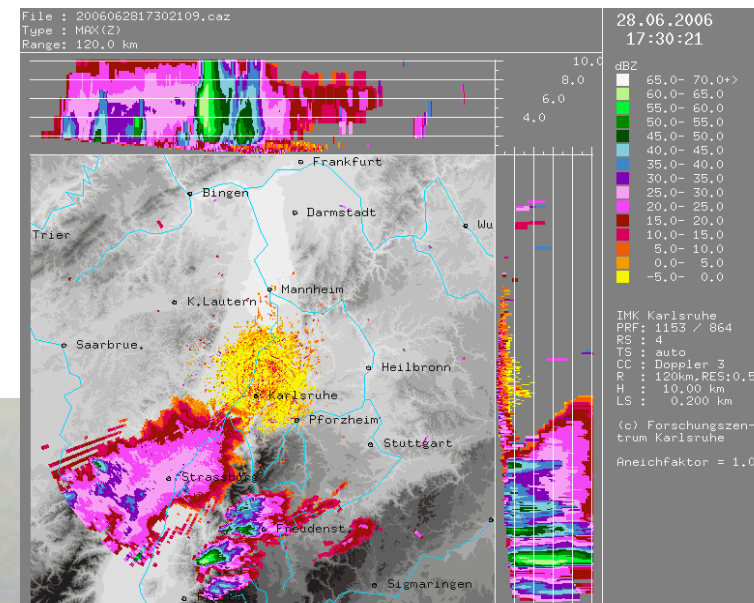 File : 2006062817302109.caz
Type : MAX(Z)
Range: 120.0 km
28.06.2006
17:30:21
10.0
8.0
6.0
4.0
dBZ
65.0- 70.0+>
60.0- 65.0
55.0- 60.0
50.0- 55.0
45.0- 50.0
40.0- 45.0
35.0- 40.0
30.0- 35.0
25.0- 30.0
20.0- 25.0
15.0- 20.0
10.0- 15.0
5.0- 10.0
0.0- 5.0
-5.0- 0.0
Frankfurt
Bingen
Darmstadt
Trier
Wu
Mannheim
K.Lautern
Saarbrue.
Heilbronn
Karlsruhe
Pforzheim
Stuttgart
Strassburg
Freudenst.
Sigmaringen
IMK Karlsruhe
PRF: 1153 / 864
RS : 4
TS : auto
CC : Doppler 3
R : 120km,RES:0.5
H : 10.00 km
LS : 0.200 km
(c) Forschungszen-
trum Karlsruhe
Aneichfaktor = 1.0